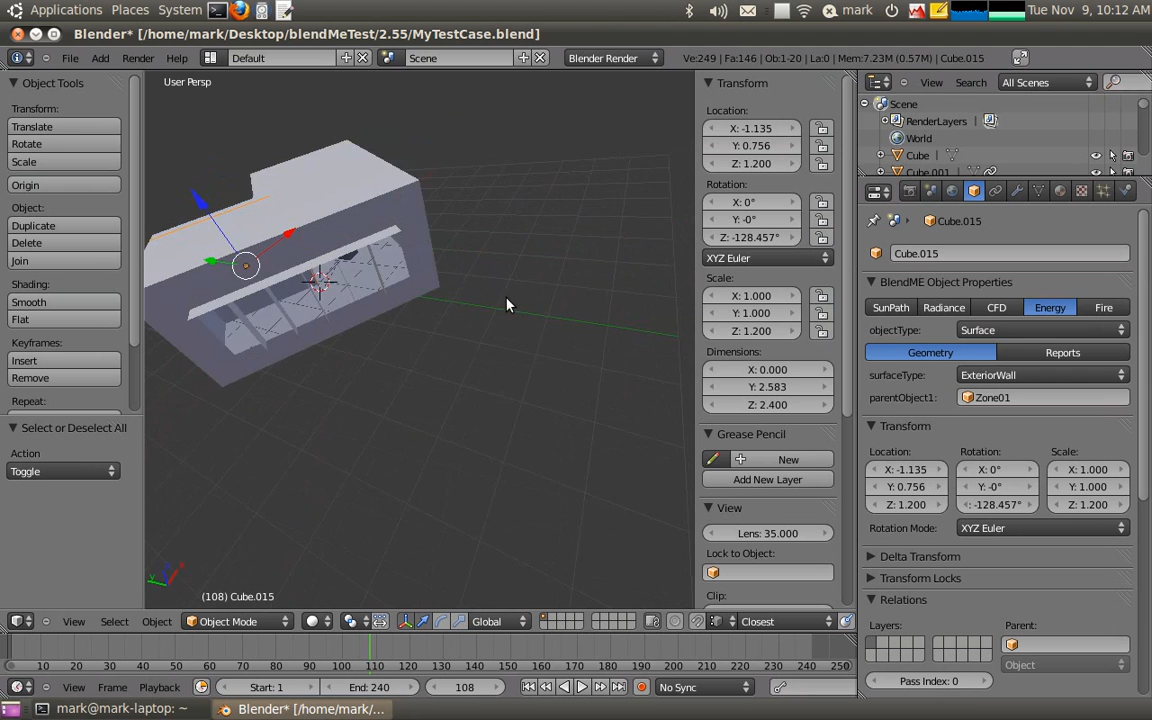 Applications Places System mark Tue Nov 9, 10:12 AM
Blender* [/home/mark/Desktop/blendMeTest/2.55/MyTestCase.blend]
File Add Render Help Default Scene Blender Render Ve:249 | Fa:146 | Ob:1-20 | La:0 | Mem:7.23M (0.57M) | Cube.015
Object Tools
Transform:
Translate
Rotate
Scale
Origin
Object:
Duplicate
Delete
Join
Shading:
Smooth
Flat
Keyframes:
Insert
Remove
Repeat:
Select or Deselect All
Action
Toggle
User Persp
(108) Cube.015
Transform
Location:
X: -1.135
Y: 0.756
Z: 1.200
Rotation:
X: 0°
Y: -0°
Z: -128.457°
XYZ Euler
Scale:
X: 1.000
Y: 1.000
Z: 1.200
Dimensions:
X: 0.000
Y: 2.583
Z: 2.400
Grease Pencil
New
Add New Layer
View
Lens: 35.000
Lock to Object:
Clip:
View Search All Scenes
Scene
RenderLayers |
World
Cube |
Cube.001
Cube.015
Cube.015
BlendME Object Properties
SunPath Radiance CFD Energy Fire
objectType: Surface
Geometry Reports
surfaceType: ExteriorWall
parentObject1: Zone01
Transform
Location: Rotation: Scale:
X: -1.135 X: 0° X: 1.000
Y: 0.756 Y: -0° Y: 1.000
Z: 1.200 : -128.457° Z: 1.200
Rotation Mode: XYZ Euler
Delta Transform
Transform Locks
Relations
Layers: Parent:
Object
Pass Index: 0
View Select Object Object Mode Global Closest
10 20 30 40 50 60 70 80 90 100 110 120 130 140 150 160 170 180 190 200 210 220 230 240 250
View Frame Playback Start: 1 End: 240 108 No Sync
mark@mark-laptop: ~ Blender* [/home/mark/...